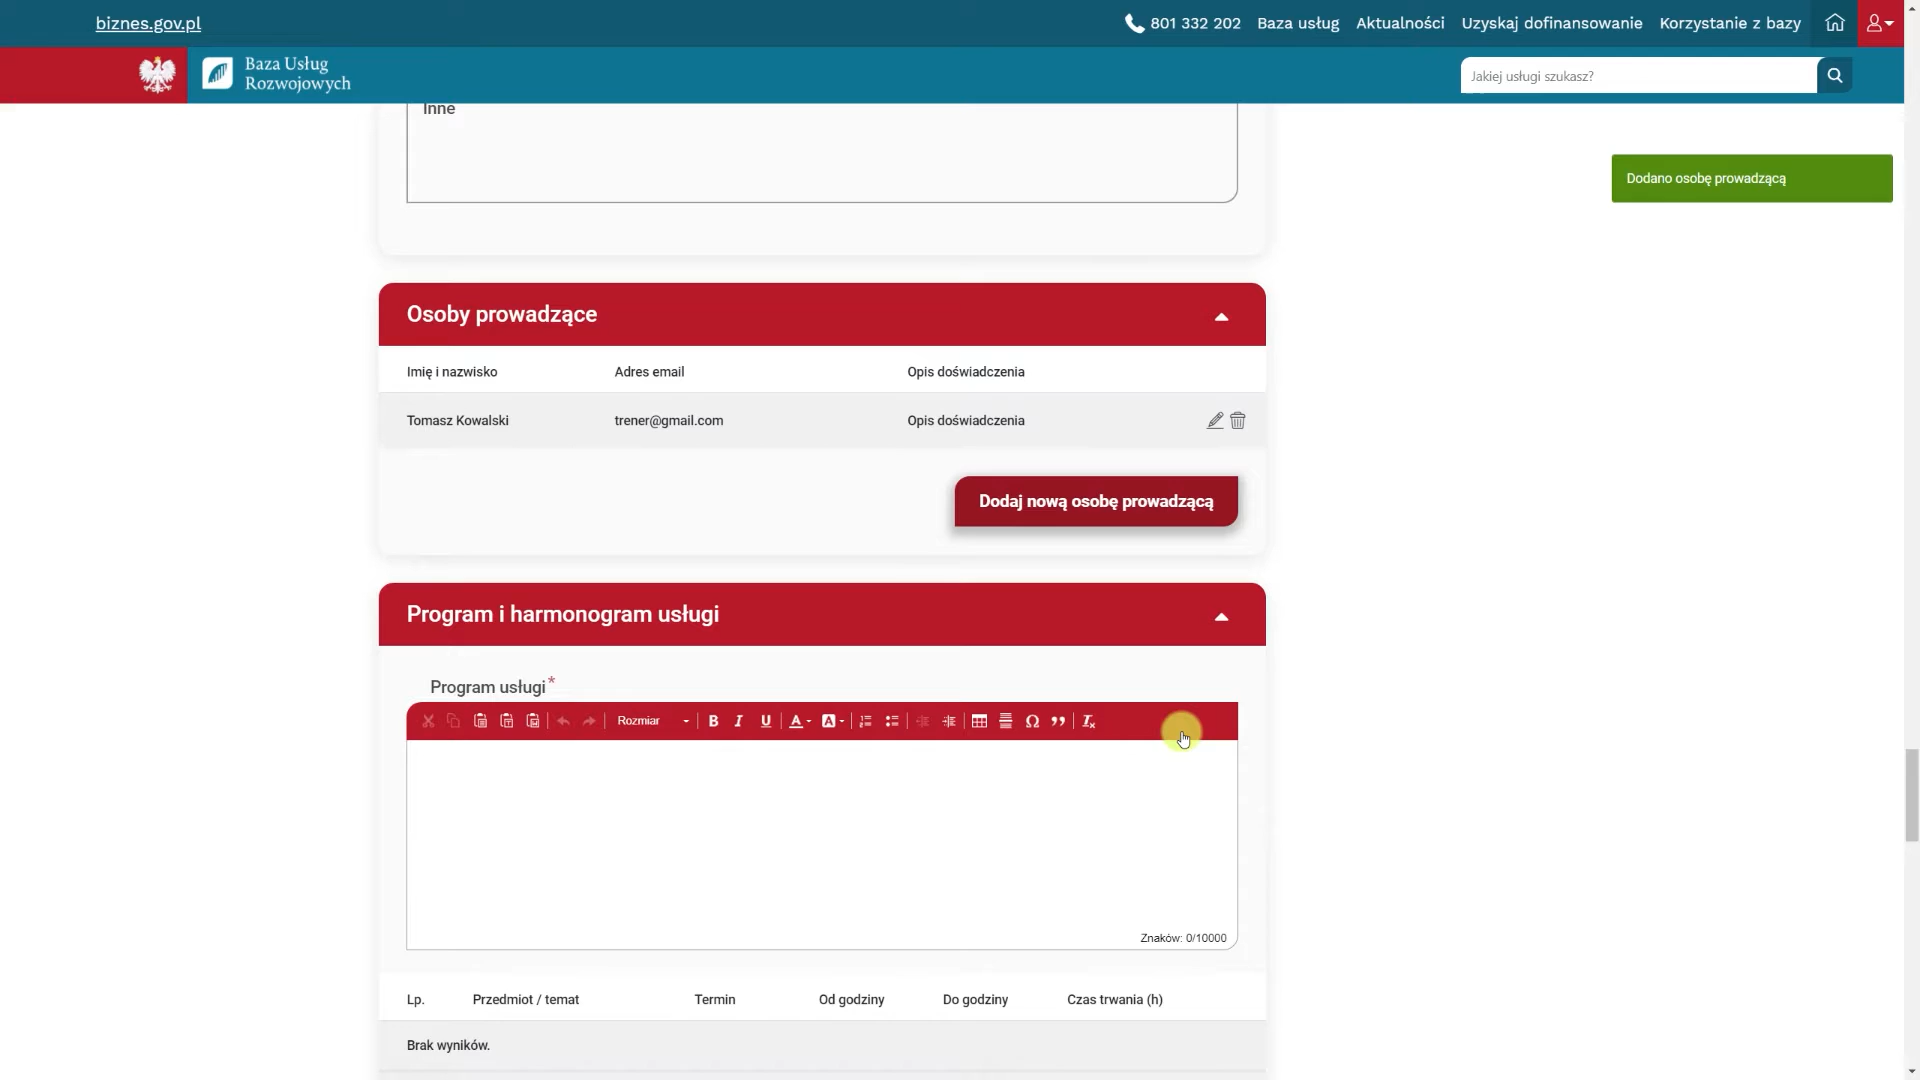 biznes.gov.pl
801 332 202 Baza usług Aktualności Uzyskaj dofinansowanie Korzystanie z bazy
Baza Usług
Rozwojowych
Jakiej usługi szukasz?
Inne
Dodano osobę prowadzącą
Osoby prowadzące
Imię i nazwisko Adres email Opis doświadczenia
Tomasz Kowalski trener@gmail.com Opis doświadczenia
Dodaj nową osobę prowadzącą
Program i harmonogram usługi
Program usługi*
Rozmiar B I U A A Ω
Znaków: 0/10000
Lp. Przedmiot / temat Termin Od godziny Do godziny Czas trwania (h)
Brak wyników.